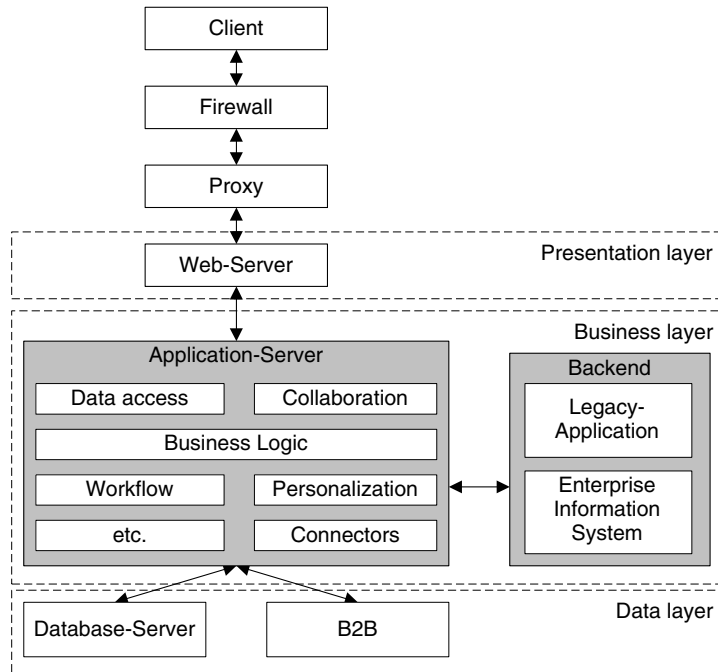 Client
Firewall
Proxy
Presentation layer
Web-Server
Business layer
Application-Server
Data access
Collaboration
Business Logic
Workflow
Personalization
etc.
Connectors
Backend
Legacy-
Application
Enterprise
Information
System
Data layer
Database-Server
B2B